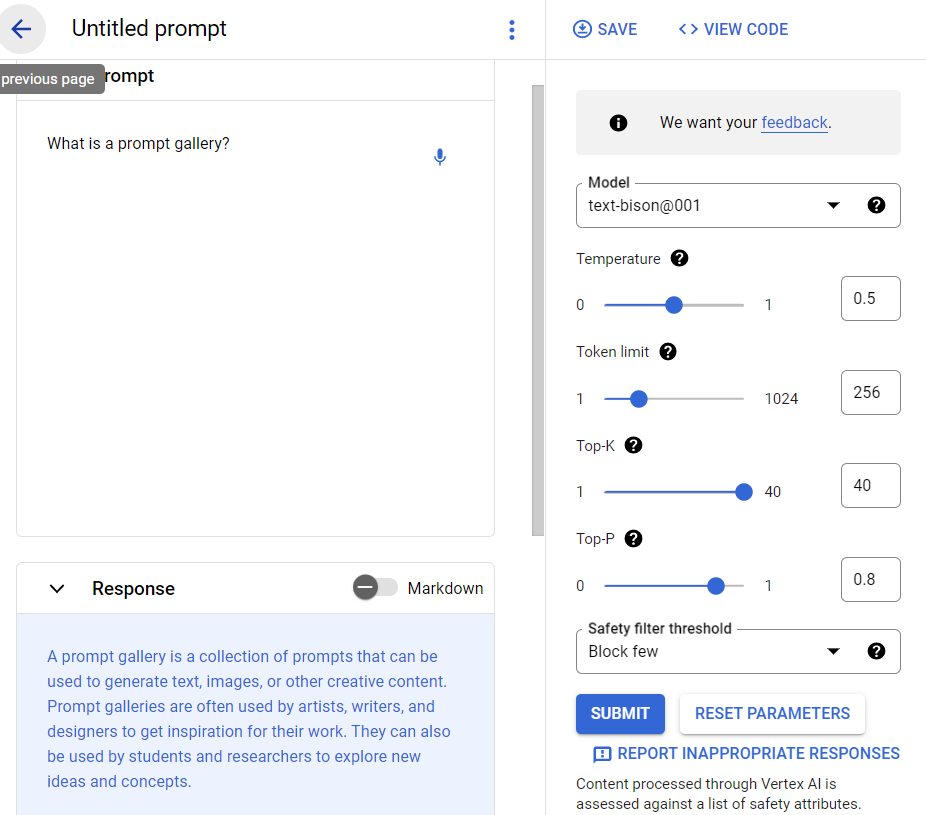 Untitled prompt
SAVE
VIEW CODE
previous page
rompt
What is a prompt gallery?
Response
Markdown
A prompt gallery is a collection of prompts that can be
used to generate text, images, or other creative content.
Prompt galleries are often used by artists, writers, and
designers to get inspiration for their work. They can also
be used by students and researchers to explore new
ideas and concepts.
We want your feedback.
Model
text-bison@001
Temperature
0 1 0.5
Token limit
1 1024 256
Top-K
1 40 40
Top-P
0 1 0.8
Safety filter threshold
Block few
SUBMIT RESET PARAMETERS
REPORT INAPPROPRIATE RESPONSES
Content processed through Vertex AI is
assessed against a list of safety attributes.